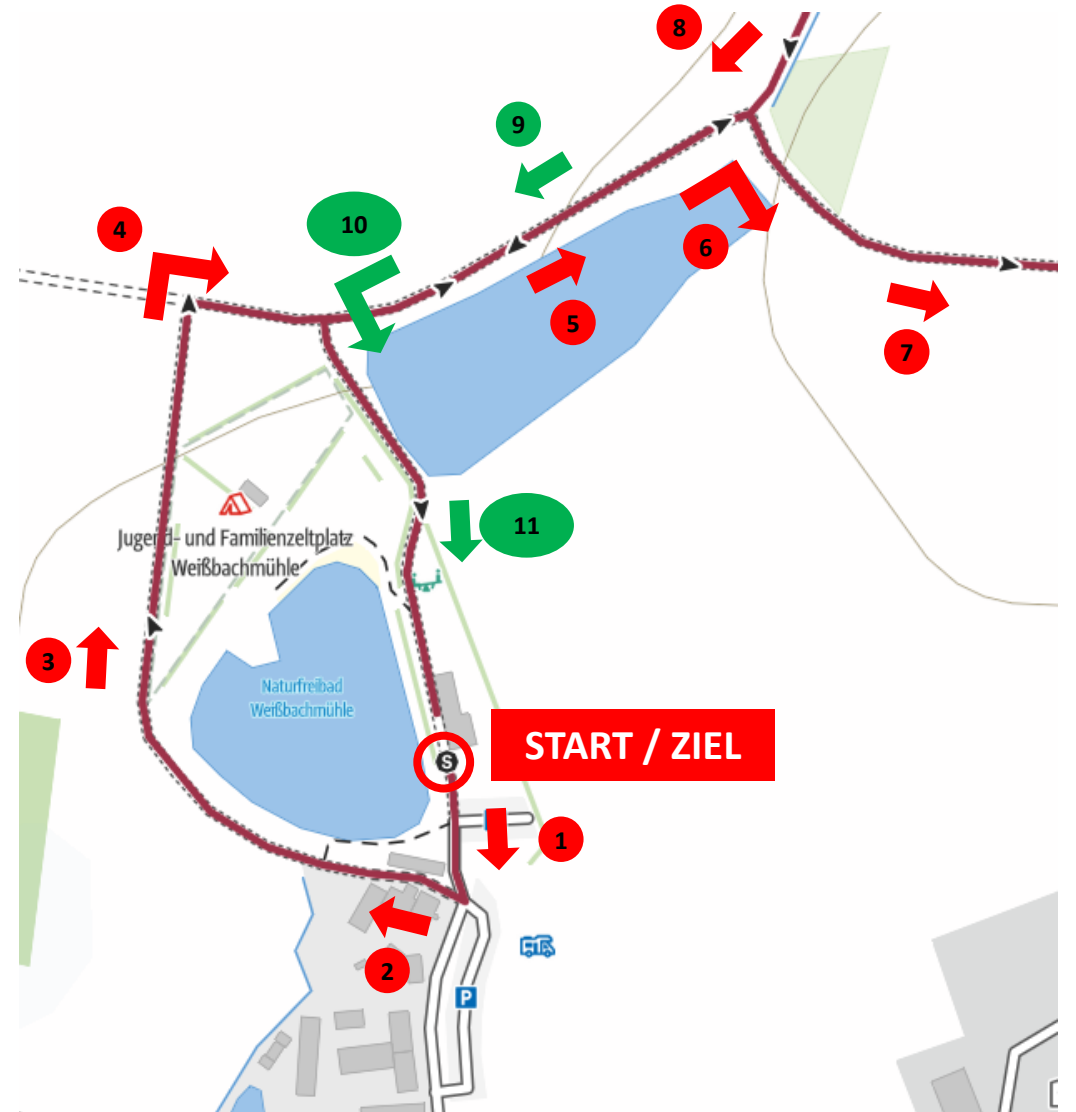 8
9
10
4
6
5
7
11
Jugend- und Familienzeltplatz
Weißbachmühle
3
Naturfreibad
Weißbachmühle
START / ZIEL
S
1
2
P